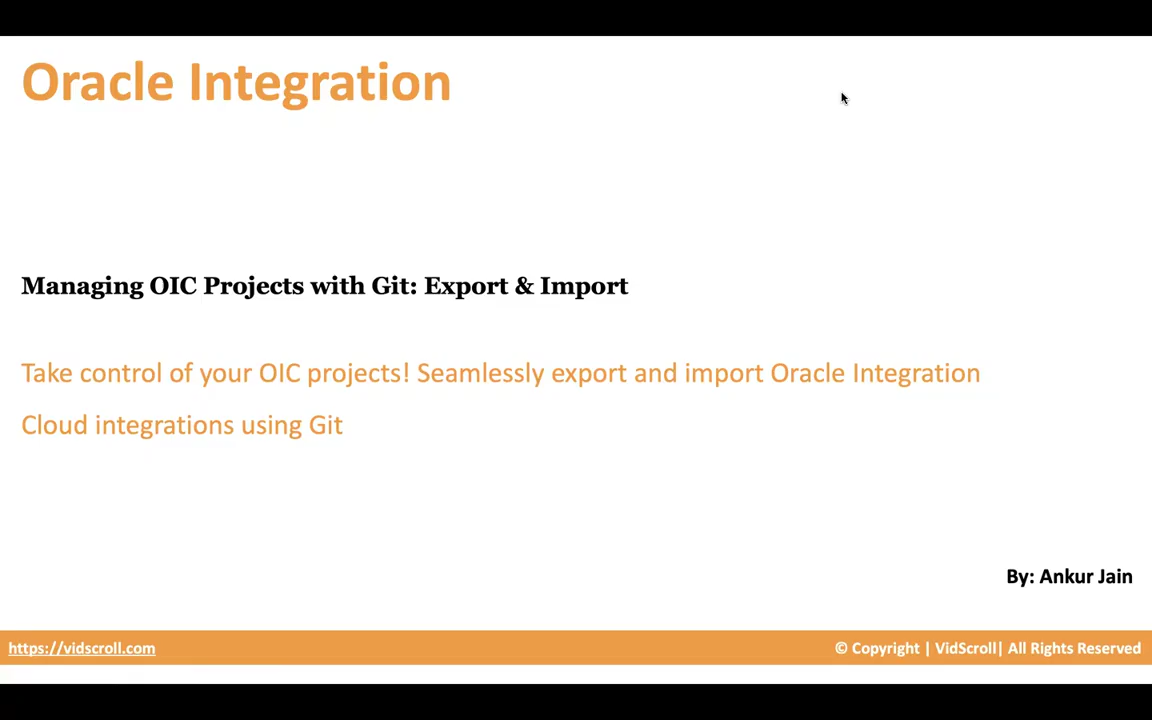 Oracle Integration
Managing OIC Projects with Git: Export & Import
Take control of your OIC projects! Seamlessly export and import Oracle Integration
Cloud integrations using Git
By: Ankur Jain
https://vidscroll.com
© Copyright | VidScroll| All Rights Reserved